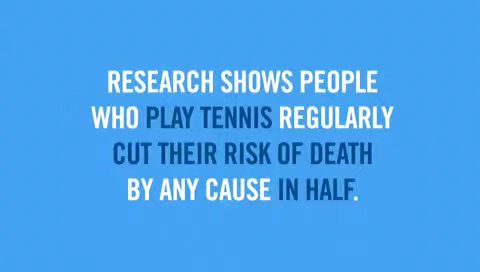 RESEARCH SHOWS PEOPLE
WHO PLAY TENNIS REGULARLY
CUT THEIR RISK OF DEATH
BY ANY CAUSE IN HALF.